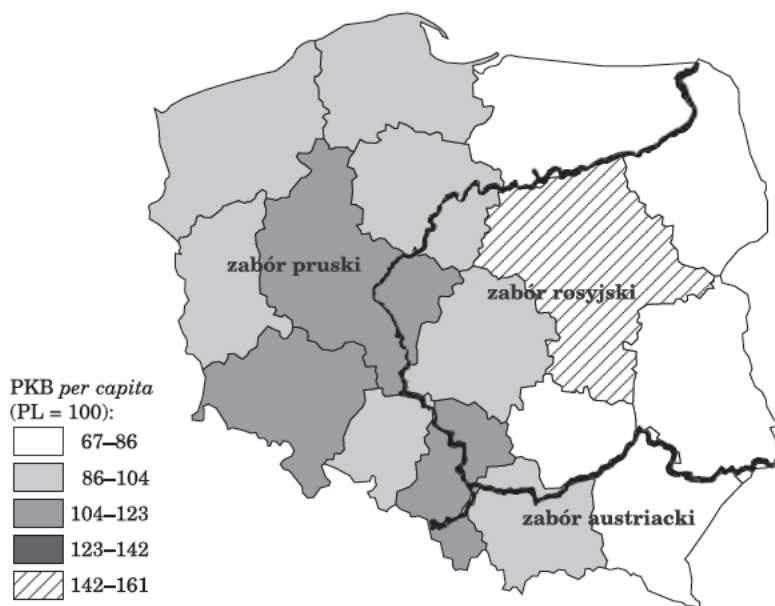 zabór pruski
zabór rosyjski
zabór austriacki
PKB per capita
(PL = 100):
67–86
86–104
104–123
123–142
142–161